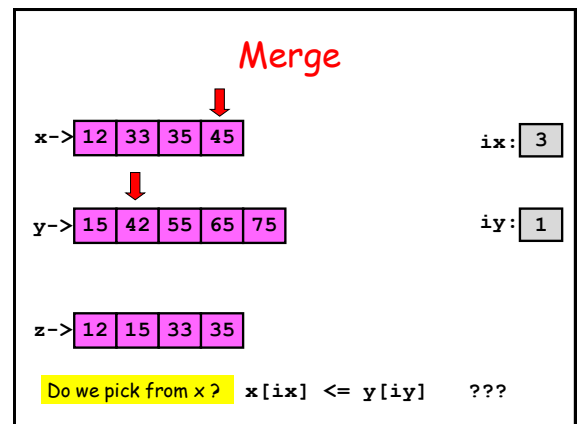 Merge
x-> 12 33 35 45 ix: 3
y-> 15 42 55 65 75 iy: 1
z-> 12 15 33 35
Do we pick from x ? x[ix] <= y[iy] ???